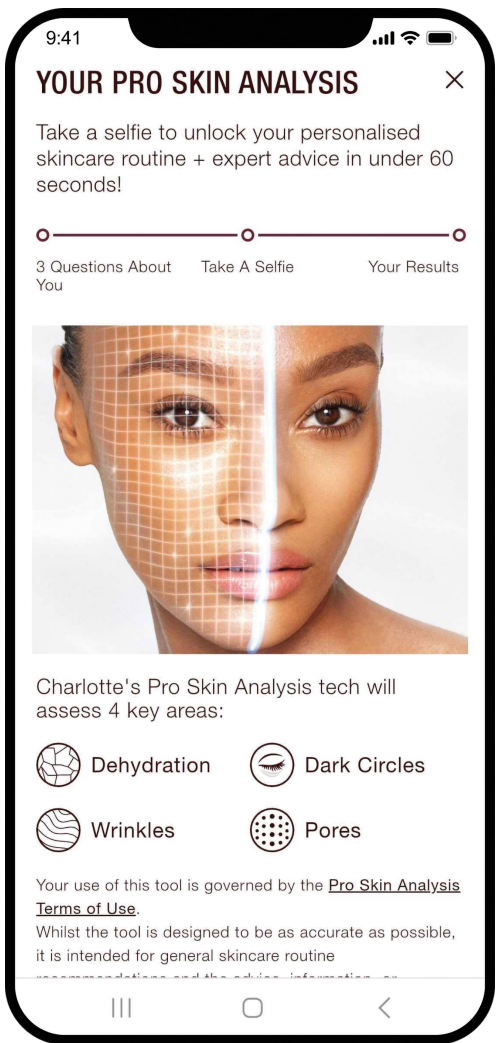 9:41
YOUR PRO SKIN ANALYSIS
Take a selfie to unlock your personalised
skincare routine + expert advice in under 60
seconds!
3 Questions About
You
Take A Selfie
Your Results
Charlotte's Pro Skin Analysis tech will
assess 4 key areas:
Dehydration
Dark Circles
Wrinkles
Pores
Your use of this tool is governed by the Pro Skin Analysis
Terms of Use.
Whilst the tool is designed to be as accurate as possible,
it is intended for general skincare routine